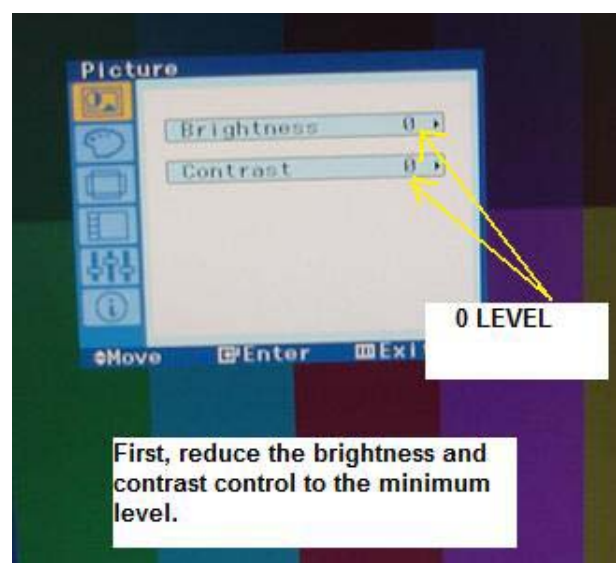 Picture
Brightness 0
Contrast 0
0 LEVEL
Move Enter Exi
First, reduce the brightness and
contrast control to the minimum
level.